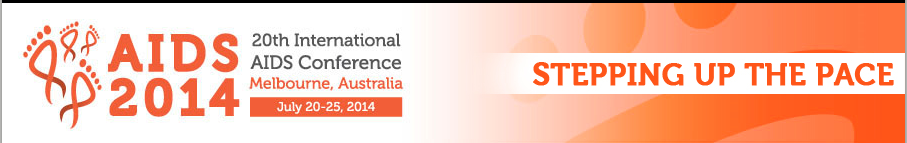 AIDS
2014
20th International
AIDS Conference
Melbourne, Australia
July 20-25, 2014
STEPPING UP THE PACE